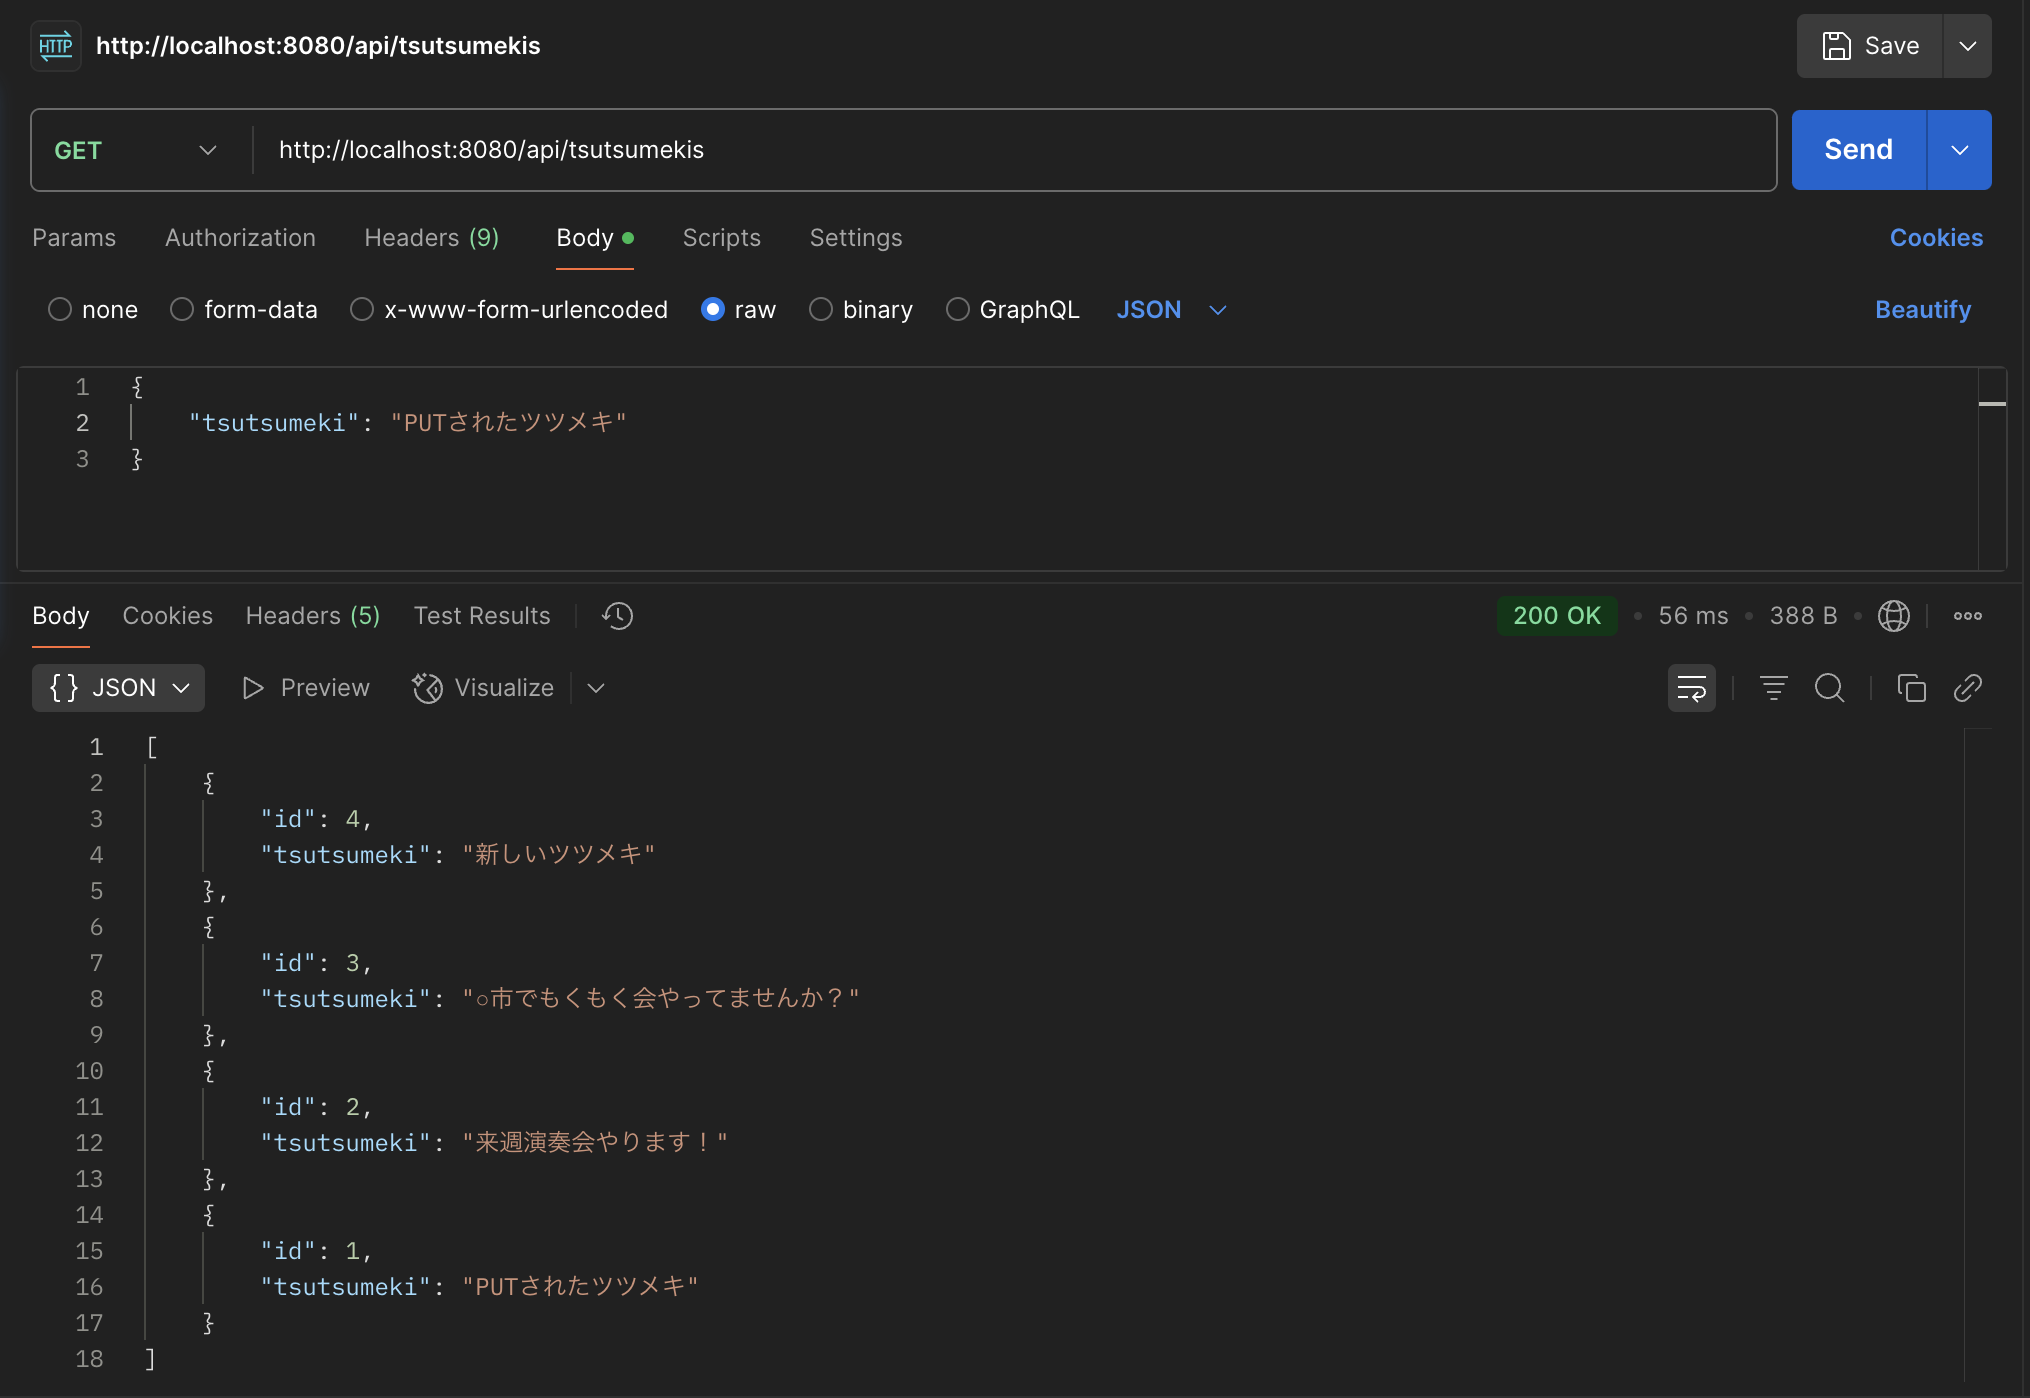 HTTP http://localhost:8080/api/tsutsumekis Save
GET http://localhost:8080/api/tsutsumekis Send
Params Authorization Headers (9) Body Scripts Settings Cookies
none form-data x-www-form-urlencoded raw binary GraphQL JSON Beautify
1 {
2 "tsutsumeki": "PUTされたツツメキ"
3 }
Body Cookies Headers (5) Test Results 200 OK • 56 ms • 388 B •
{} JSON Preview Visualize
1 [
2 {
3 "id": 4,
4 "tsutsumeki": "新しいツツメキ"
5 },
6 {
7 "id": 3,
8 "tsutsumeki": "○市でもくもく会やってませんか？"
9 },
10 {
11 "id": 2,
12 "tsutsumeki": "来週演奏会やります！"
13 },
14 {
15 "id": 1,
16 "tsutsumeki": "PUTされたツツメキ"
17 }
18 ]